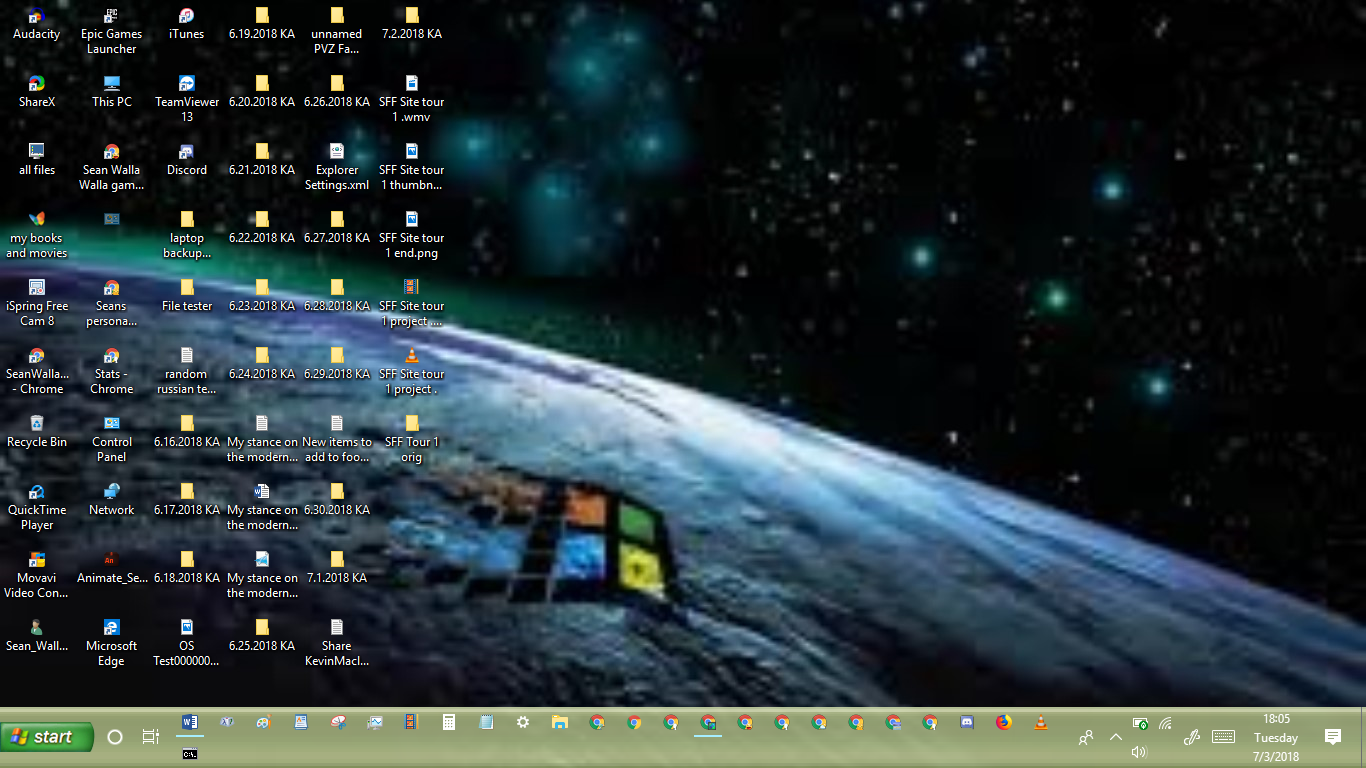 Audacity
Epic Games
Launcher
iTunes
6.19.2018 KA
unnamed
PVZ Fa...
7.2.2018 KA
ShareX
This PC
TeamViewer
13
6.20.2018 KA
6.26.2018 KA
SFF Site tour
1 .wmv
all files
Sean Walla
Walla gam...
Discord
6.21.2018 KA
Explorer
Settings.xml
SFF Site tour
1 thumbn...
my books
and movies
laptop
backup...
6.22.2018 KA
6.27.2018 KA
SFF Site tour
1 end.png
iSpring Free
Cam 8
Seans
persona...
File tester
6.23.2018 KA
6.28.2018 KA
SFF Site tour
1 project ....
SeanWalla...
- Chrome
Stats -
Chrome
random
russian te...
6.24.2018 KA
6.29.2018 KA
SFF Site tour
1 project .
Recycle Bin
Control
Panel
6.16.2018 KA
My stance on
the modern...
New items to
add to foo...
SFF Tour 1
orig
QuickTime
Player
Network
6.17.2018 KA
My stance on
the modern...
6.30.2018 KA
Movavi
Video Con...
Animate_Se...
6.18.2018 KA
My stance on
the modern...
7.1.2018 KA
Sean_Wall...
Microsoft
Edge
OS
Test000000...
6.25.2018 KA
Share
KevinMacl...
start
18:05
Tuesday
7/3/2018